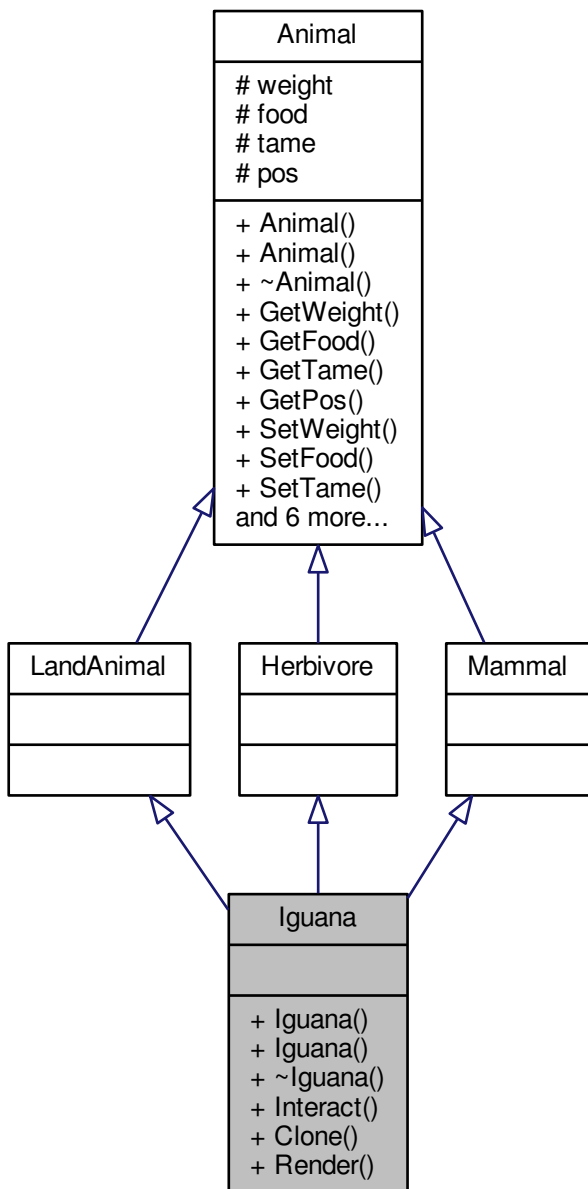 Animal
# weight
# food
# tame
# pos
+ Animal()
+ Animal()
+ ~Animal()
+ GetWeight()
+ GetFood()
+ GetTame()
+ GetPos()
+ SetWeight()
+ SetFood()
+ SetTame()
and 6 more...
LandAnimal
Herbivore
Mammal
Iguana
+ Iguana()
+ Iguana()
+ ~Iguana()
+ Interact()
+ Clone()
+ Render()